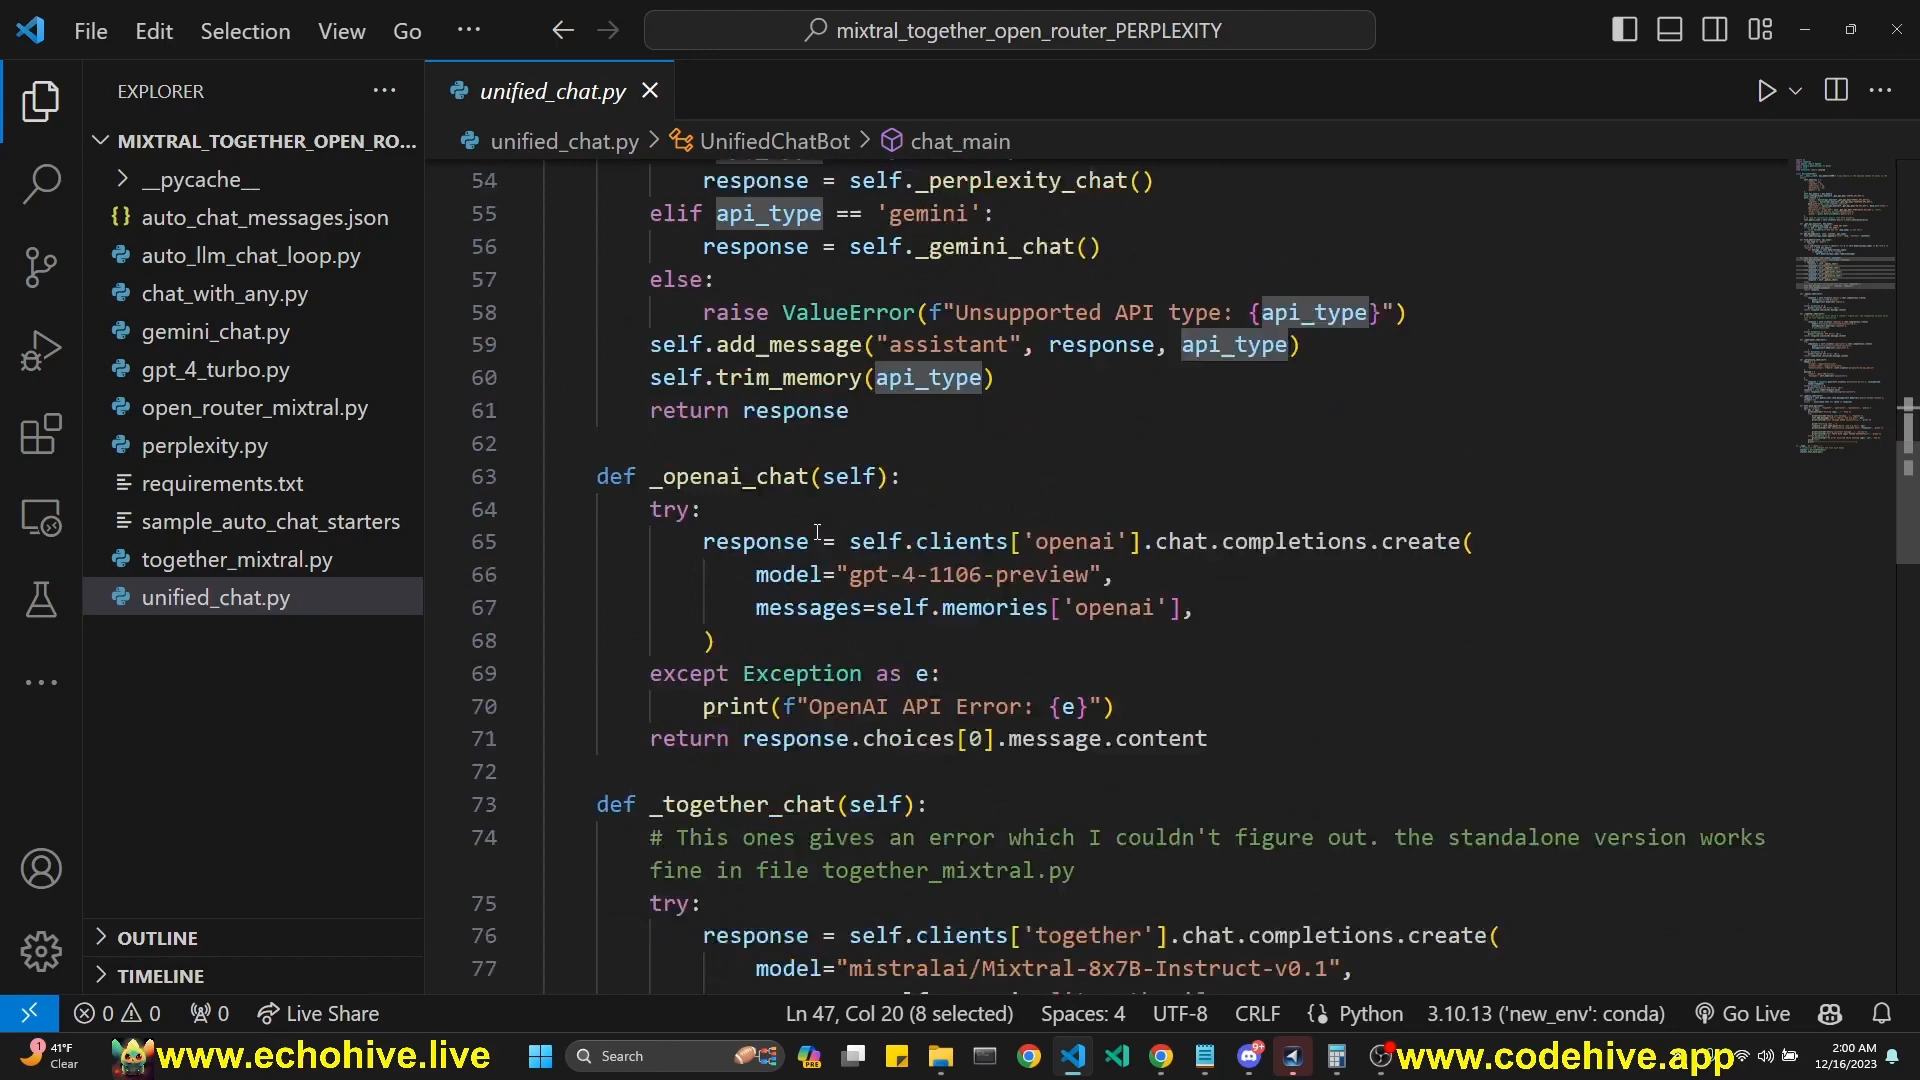 File Edit Selection View Go ···
mixtral_together_open_router_PERPLEXITY
EXPLORER ···
MIXTRAL_TOGETHER_OPEN_RO...
__pycache__
{} auto_chat_messages.json
auto_llm_chat_loop.py
chat_with_any.py
gemini_chat.py
gpt_4_turbo.py
open_router_mixtral.py
perplexity.py
requirements.txt
sample_auto_chat_starters
together_mixtral.py
unified_chat.py
OUTLINE
TIMELINE
unified_chat.py
unified_chat.py > UnifiedChatBot > chat_main
54 response = self._perplexity_chat()
55 elif api_type == 'gemini':
56 response = self._gemini_chat()
57 else:
58 raise ValueError(f"Unsupported API type: {api_type}")
59 self.add_message("assistant", response, api_type)
60 self.trim_memory(api_type)
61 return response
62
63 def _openai_chat(self):
64 try:
65 response = self.clients['openai'].chat.completions.create(
66 model="gpt-4-1106-preview",
67 messages=self.memories['openai'],
68 )
69 except Exception as e:
70 print(f"OpenAI API Error: {e}")
71 return response.choices[0].message.content
72
73 def _together_chat(self):
74 # This ones gives an error which I couldn't figure out. the standalone version works
fine in file together_mixtral.py
75 try:
76 response = self.clients['together'].chat.completions.create(
77 model="mistralai/Mixtral-8x7B-Instruct-v0.1",
0 0 0 Live Share Ln 47, Col 20 (8 selected) Spaces: 4 UTF-8 CRLF {} Python 3.10.13 ('new_env': conda) Go Live
1 41°F
Clear
www.echohive.live
Search
PRE
9+
www.codehive.app
2:00 AM
12/16/2023